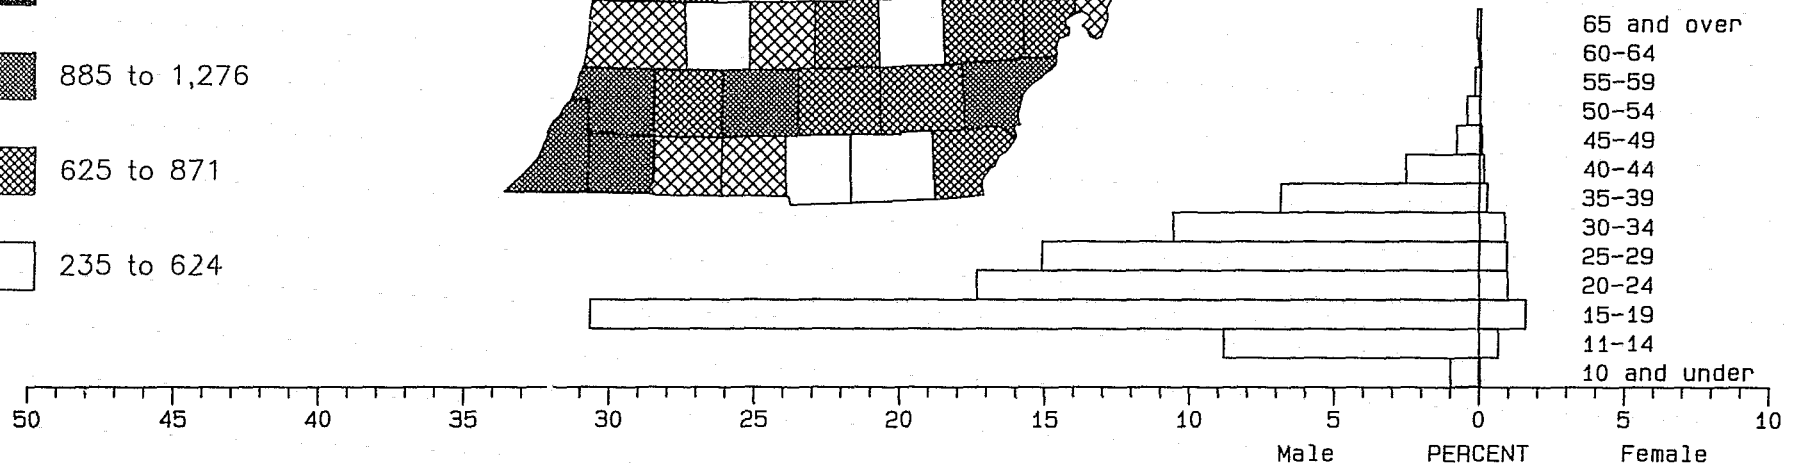 885 to 1,276
625 to 871
235 to 624
65 and over
60-64
55-59
50-54
45-49
40-44
35-39
30-34
25-29
20-24
15-19
11-14
10 and under
50 45 40 35 30 25 20 15 10 5 0 5 10
Male PERCENT Female